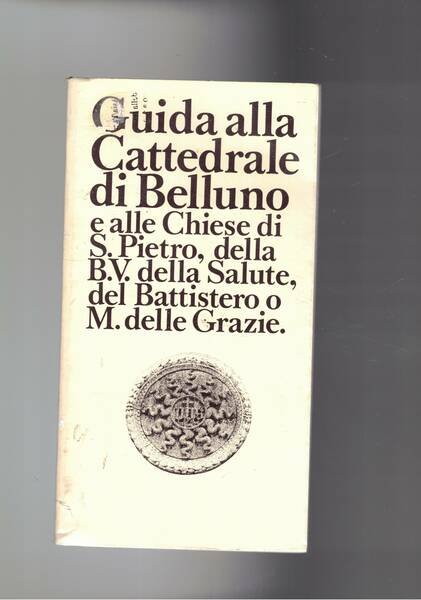 Guida alla
Cattedrale
di Belluno
e alle Chiese di
S. Pietro, della
B.V. della Salute,
del Battistero o
M. delle Grazie.